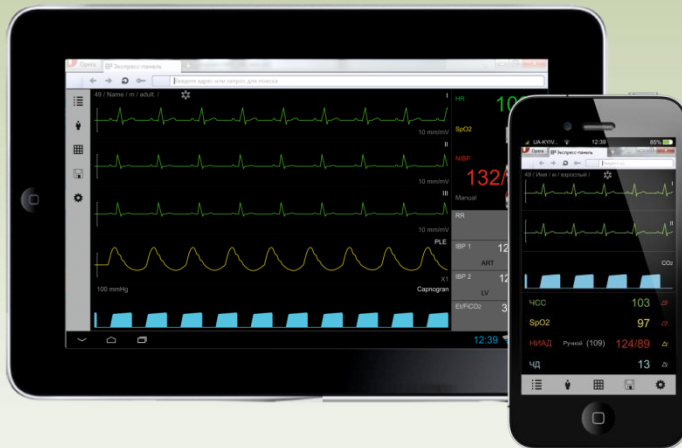 Opera
Экспресс-панель
Введите адрес или запрос для поиска
49 / Name / m / adult. /
I
10 mm/mV
II
10 mm/mV
III
10 mm/mV
PLE
X1
100 mmHg
Capnogran
HR
SpO2
NIBP
132/
Manual
RR
IBP 1
ART
IBP 2
LV
Et/FiCO2
12:39
UA-KYIV...
12:39
85%
Opera
Экспресс-панель
49 / Имя / м / взрослый /
I
II
CO2
ЧСС 103
SpO2 97
НИАД Ручной (109) 124/89
ЧД 13